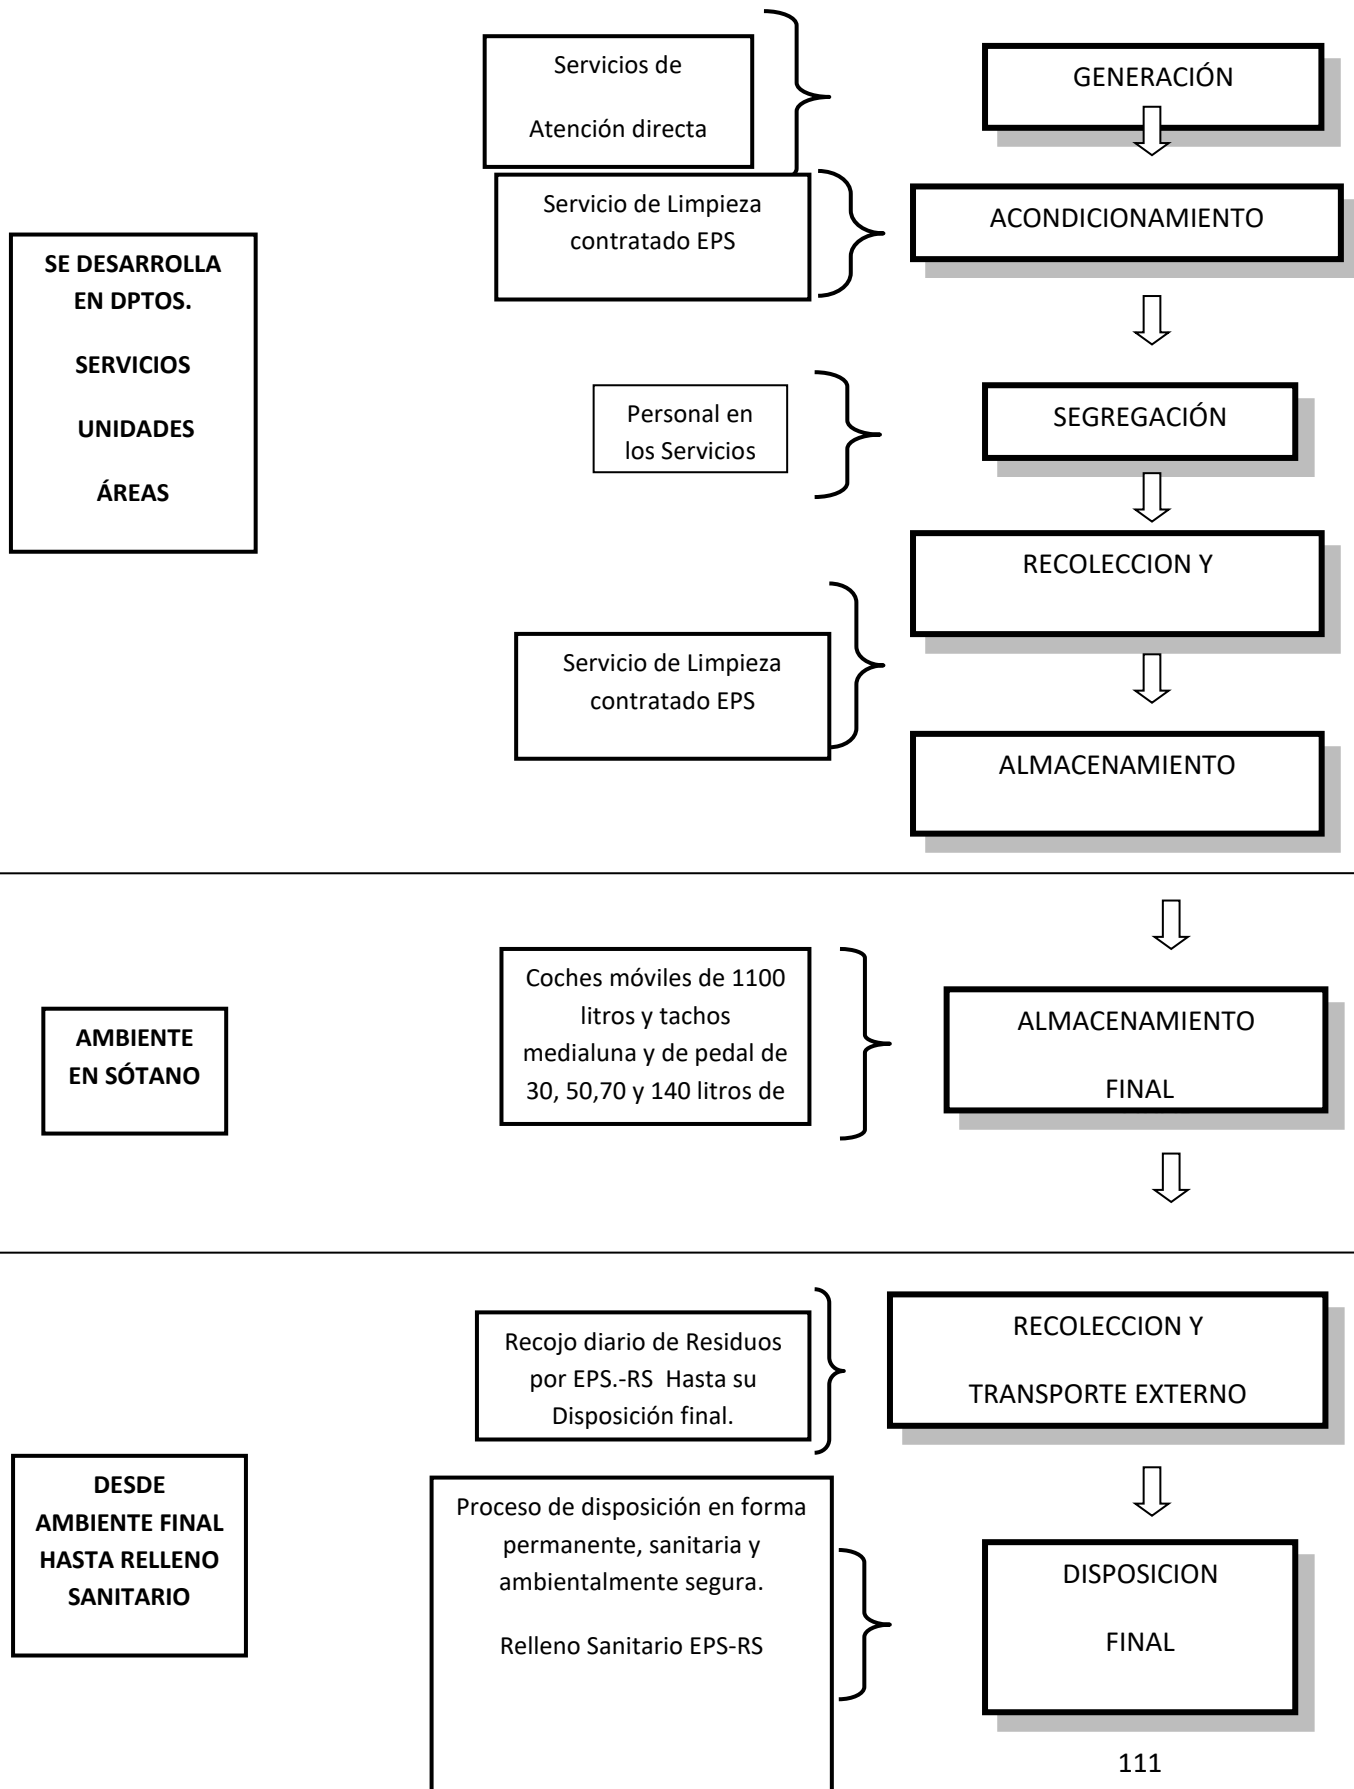 Servicios de
Atención directa
GENERACIÓN
Servicio de Limpieza
contratado EPS
ACONDICIONAMIENTO
SE DESARROLLA
EN DPTOS.
SERVICIOS
UNIDADES
ÁREAS
Personal en
los Servicios
SEGREGACIÓN
RECOLECCION Y
Servicio de Limpieza
contratado EPS
ALMACENAMIENTO
AMBIENTE
EN SÓTANO
Coches móviles de 1100
litros y tachos
medialuna y de pedal de
30, 50,70 y 140 litros de
ALMACENAMIENTO
FINAL
Recojo diario de Residuos
por EPS.-RS  Hasta su
Disposición final.
RECOLECCION Y
TRANSPORTE EXTERNO
DESDE
AMBIENTE FINAL
HASTA RELLENO
SANITARIO
Proceso de disposición en forma
permanente, sanitaria y
ambientalmente segura.
Relleno Sanitario EPS-RS
DISPOSICION
FINAL
111